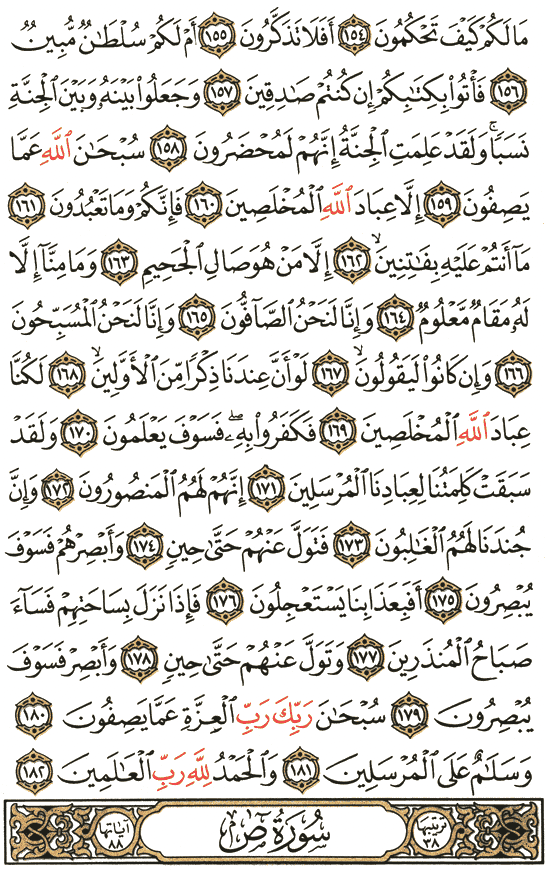 مَا لَكُمْ كَيْفَ تَحْكُمُونَ ١٥٤ أَفَلَا تَذَكَّرُونَ ١٥٥ أَمْ لَكُمْ سُلْطَٰنٌ مُّبِينٌ
١٥٦ فَأْتُوا۟ بِكِتَٰبِكُمْ إِن كُنتُمْ صَٰدِقِينَ ١٥٧ وَجَعَلُوا۟ بَيْنَهُۥ وَبَيْنَ ٱلْجِنَّةِ
نَسَبًا ۚ وَلَقَدْ عَلِمَتِ ٱلْجِنَّةُ إِنَّهُمْ لَمُحْضَرُونَ ١٥٨ سُبْحَٰنَ ٱللَّهِ عَمَّا
يَصِفُونَ ١٥٩ إِلَّا عِبَادَ ٱللَّهِ ٱلْمُخْلَصِينَ ١٦٠ فَإِنَّكُمْ وَمَا تَعْبُدُونَ ١٦١
مَآ أَنتُمْ عَلَيْهِ بِفَٰتِنِينَ ۙ ١٦٢ إِلَّا مَنْ هُوَ صَالِ ٱلْجَحِيمِ ١٦٣ وَمَا مِنَّآ إِلَّا
لَهُۥ مَقَامٌ مَّعْلُومٌ ١٦٤ وَإِنَّا لَنَحْنُ ٱلصَّآفُّونَ ١٦٥ وَإِنَّا لَنَحْنُ ٱلْمُسَبِّحُونَ
١٦٦ وَإِن كَانُوا۟ لَيَقُولُونَ ۙ ١٦٧ لَوْ أَنَّ عِندَنَا ذِكْرًا مِّنَ ٱلْأَوَّلِينَ ۙ ١٦٨ لَكُنَّا
عِبَادَ ٱللَّهِ ٱلْمُخْلَصِينَ ١٦٩ فَكَفَرُوا۟ بِهِۦ ۖ فَسَوْفَ يَعْلَمُونَ ١٧٠ وَلَقَدْ
سَبَقَتْ كَلِمَتُنَا لِعِبَادِنَا ٱلْمُرْسَلِينَ ١٧١ إِنَّهُمْ لَهُمُ ٱلْمَنصُورُونَ ١٧٢ وَإِنَّ
جُندَنَا لَهُمُ ٱلْغَٰلِبُونَ ١٧٣ فَتَوَلَّ عَنْهُمْ حَتَّىٰ حِينٍ ١٧٤ وَأَبْصِرْهُمْ فَسَوْفَ
يُبْصِرُونَ ١٧٥ أَفَبِعَذَابِنَا يَسْتَعْجِلُونَ ١٧٦ فَإِذَا نَزَلَ بِسَاحَتِهِمْ فَسَآءَ
صَبَاحُ ٱلْمُنذَرِينَ ١٧٧ وَتَوَلَّ عَنْهُمْ حَتَّىٰ حِينٍ ١٧٨ وَأَبْصِرْ فَسَوْفَ
يُبْصِرُونَ ١٧٩ سُبْحَٰنَ رَبِّكَ رَبِّ ٱلْعِزَّةِ عَمَّا يَصِفُونَ ١٨٠
وَسَلَٰمٌ عَلَى ٱلْمُرْسَلِينَ ١٨١ وَٱلْحَمْدُ لِلَّهِ رَبِّ ٱلْعَٰلَمِينَ ١٨٢
ترتيبها ٣٨ سُورَةُ صٓ آياتها ٨٨